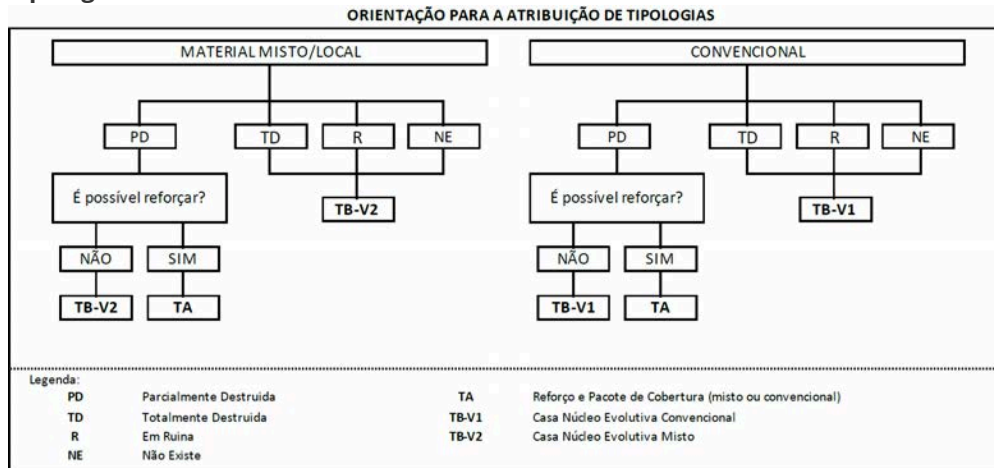 ORIENTAÇÃO PARA A ATRIBUIÇÃO DE TIPOLOGIAS
MATERIAL MISTO/LOCAL
CONVENCIONAL
PD TD R NE
PD TD R NE
É possível reforçar?
TB-V2
É possível reforçar?
TB-V1
NÃO SIM
NÃO SIM
TB-V2 TA
TB-V1 TA
Legenda:
PD Parcialmente Destruida TA Reforço e Pacote de Cobertura (misto ou convencional)
TD Totalmente Destruida TB-V1 Casa Núcleo Evolutiva Convencional
R Em Ruina TB-V2 Casa Núcleo Evolutiva Misto
NE Não Existe